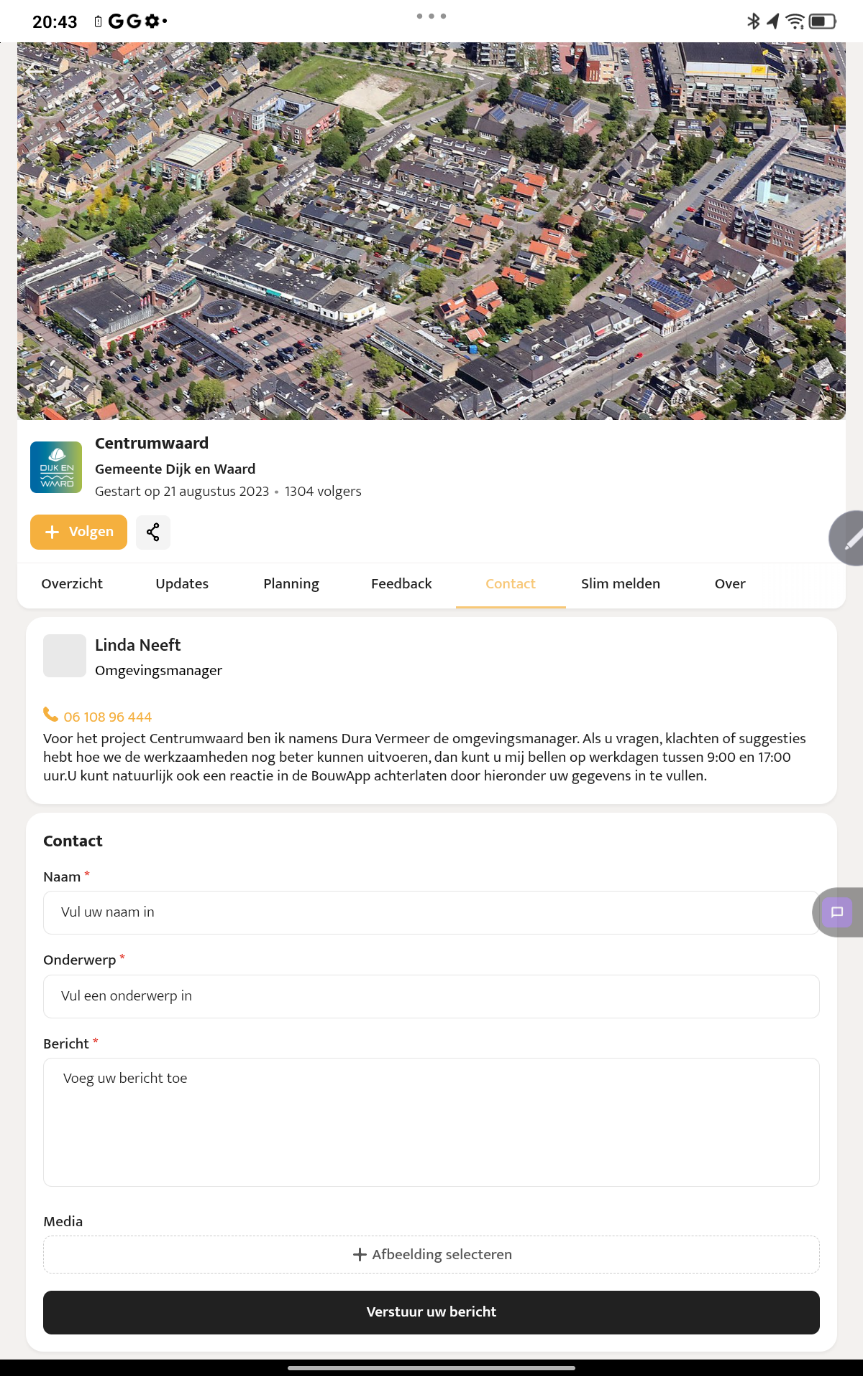 20:43
Centrumwaard
DIJK EN
WAARD
Gemeente Dijk en Waard
Gestart op 21 augustus 2023 • 1304 volgers
Volgen
Overzicht Updates Planning Feedback Contact Slim melden Over
Linda Neeft
Omgevingsmanager
06 108 96 444
Voor het project Centrumwaard ben ik namens Dura Vermeer de omgevingsmanager. Als u vragen, klachten of suggesties
hebt hoe we de werkzaamheden nog beter kunnen uitvoeren, dan kunt u mij bellen op werkdagen tussen 9:00 en 17:00
uur.U kunt natuurlijk ook een reactie in de BouwApp achterlaten door hieronder uw gegevens in te vullen.
Contact
Naam *
Vul uw naam in
Onderwerp *
Vul een onderwerp in
Bericht *
Voeg uw bericht toe
Media
+ Afbeelding selecteren
Verstuur uw bericht